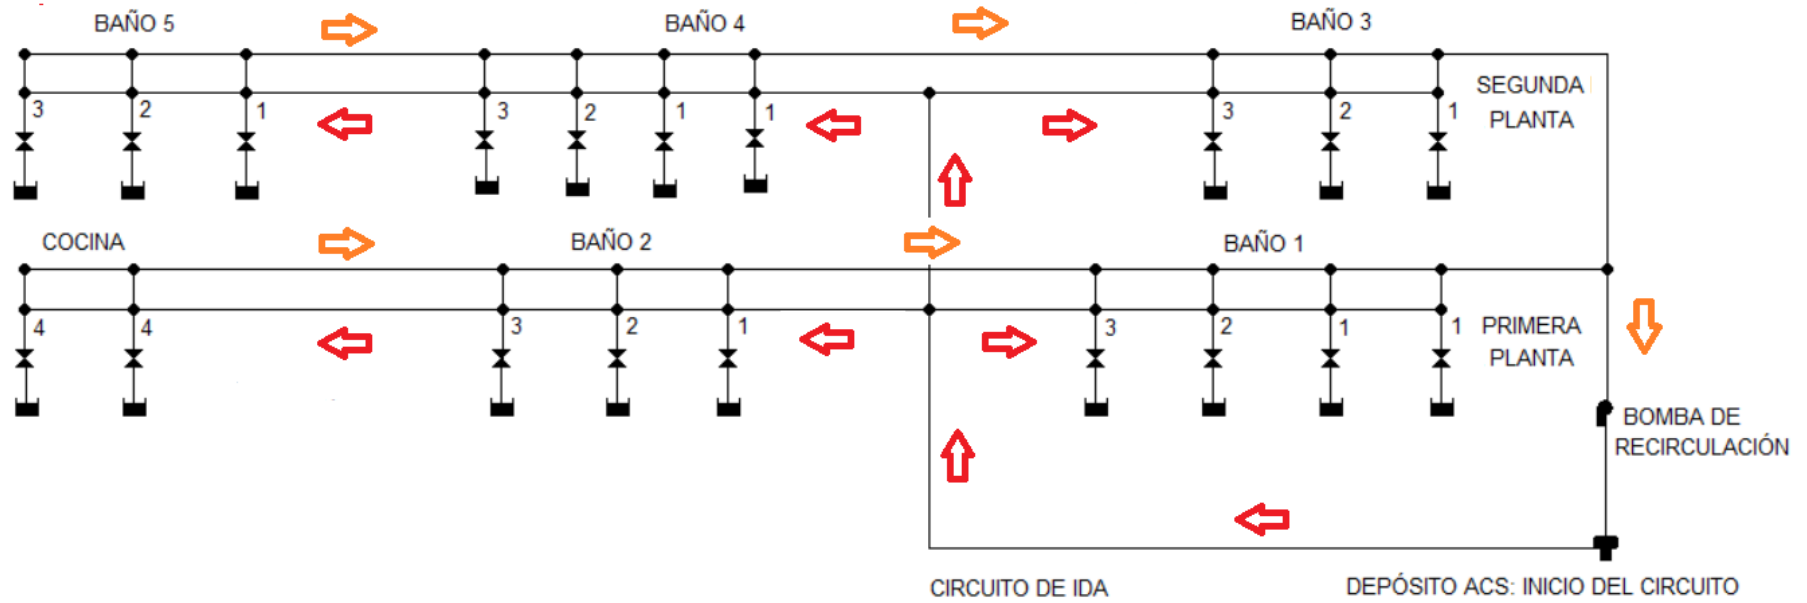 BAÑO 5
BAÑO 4
BAÑO 3
SEGUNDA
PLANTA
3 2 1 3 2 1 1 3 2 1
COCINA
BAÑO 2
BAÑO 1
4 4 3 2 1 3 2 1 1
PRIMERA
PLANTA
BOMBA DE
RECIRCULACIÓN
CIRCUITO DE IDA
DEPÓSITO ACS: INICIO DEL CIRCUITO